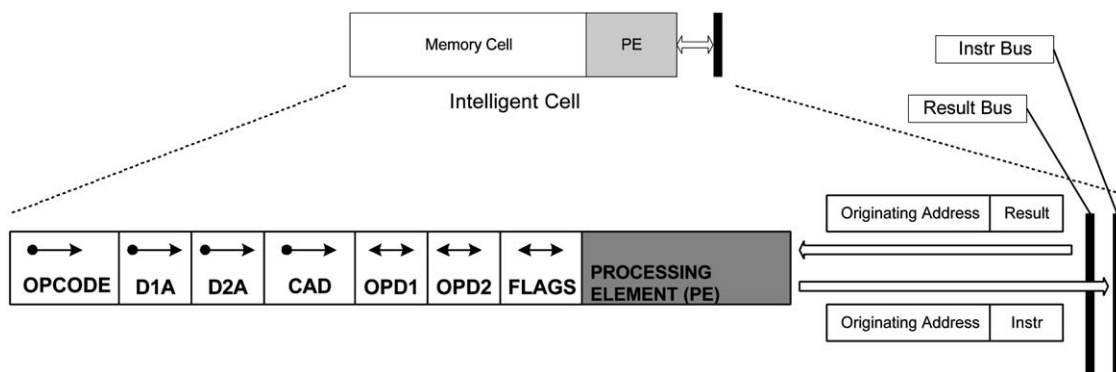 Memory Cell
PE
Instr Bus
Intelligent Cell
Result Bus
Originating Address
Result
OPCODE
D1A
D2A
CAD
OPD1
OPD2
FLAGS
PROCESSING
ELEMENT (PE)
Originating Address
Instr